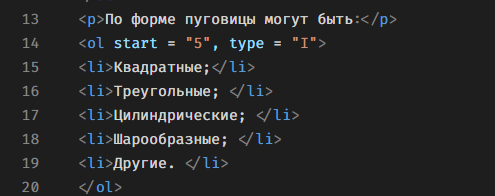 13 <p>По форме пуговицы могут быть:</p>
14 <ol start = "5", type = "I">
15 <li>Квадратные;</li>
16 <li>Треугольные; </li>
17 <li>Цилиндрические; </li>
18 <li>Шарообразные; </li>
19 <li>Другие. </li>
20 </ol>